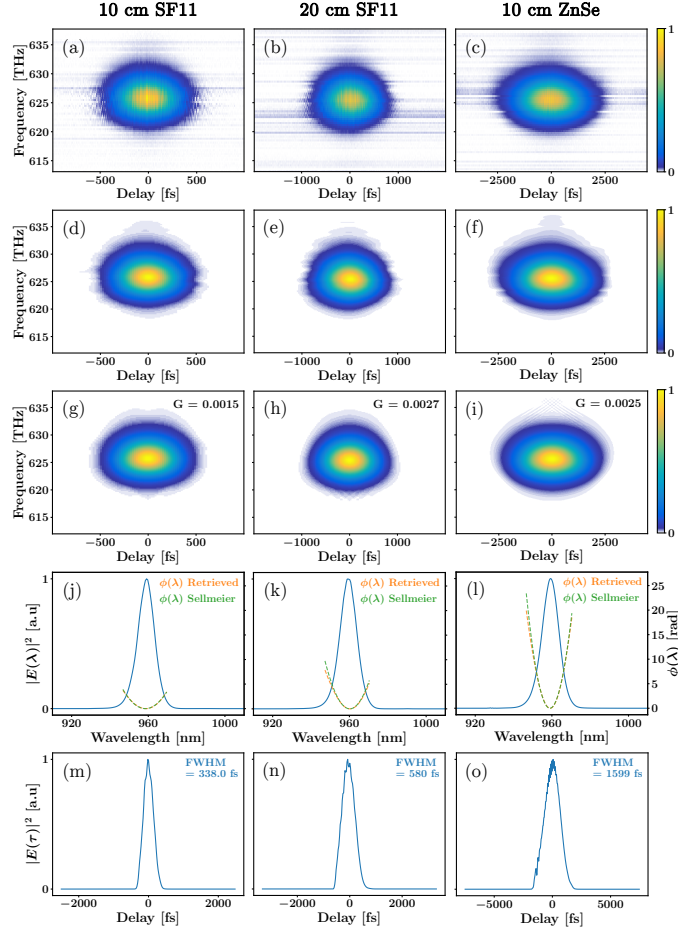 10 cm SF11 20 cm SF11 10 cm ZnSe
(a) (b) (c)
Frequency [THz]
635
630
625
620
615
−500 0 500
−1000 0 1000
−2500 0 2500
Delay [fs] Delay [fs] Delay [fs]
1
0
(d) (e) (f)
Frequency [THz]
635
630
625
620
615
−500 0 500
−1000 0 1000
−2500 0 2500
Delay [fs] Delay [fs] Delay [fs]
1
0
(g) G = 0.0015 (h) G = 0.0027 (i) G = 0.0025
Frequency [THz]
635
630
625
620
615
−500 0 500
−2500 0 2500
−1000 0 1000
Delay [fs] Delay [fs] Delay [fs]
1
0
(j) ϕ(λ) Retrieved (k) ϕ(λ) Retrieved (l) ϕ(λ) Retrieved
ϕ(λ) Sellmeier ϕ(λ) Sellmeier ϕ(λ) Sellmeier
|E(λ)|² [a.u]
1
0
25
20
15
10
5
0
ϕ(λ) [rad]
920 960 1000
920 960 1000
920 960 1000
Wavelength [nm] Wavelength [nm] Wavelength [nm]
(m) FWHM (n) FWHM (o) FWHM
= 338.0 fs = 580 fs = 1599 fs
|E(τ)|² [a.u]
1
0
−2000 0 2000
−2000 0 2000
−5000 0 5000
Delay [fs] Delay [fs] Delay [fs]